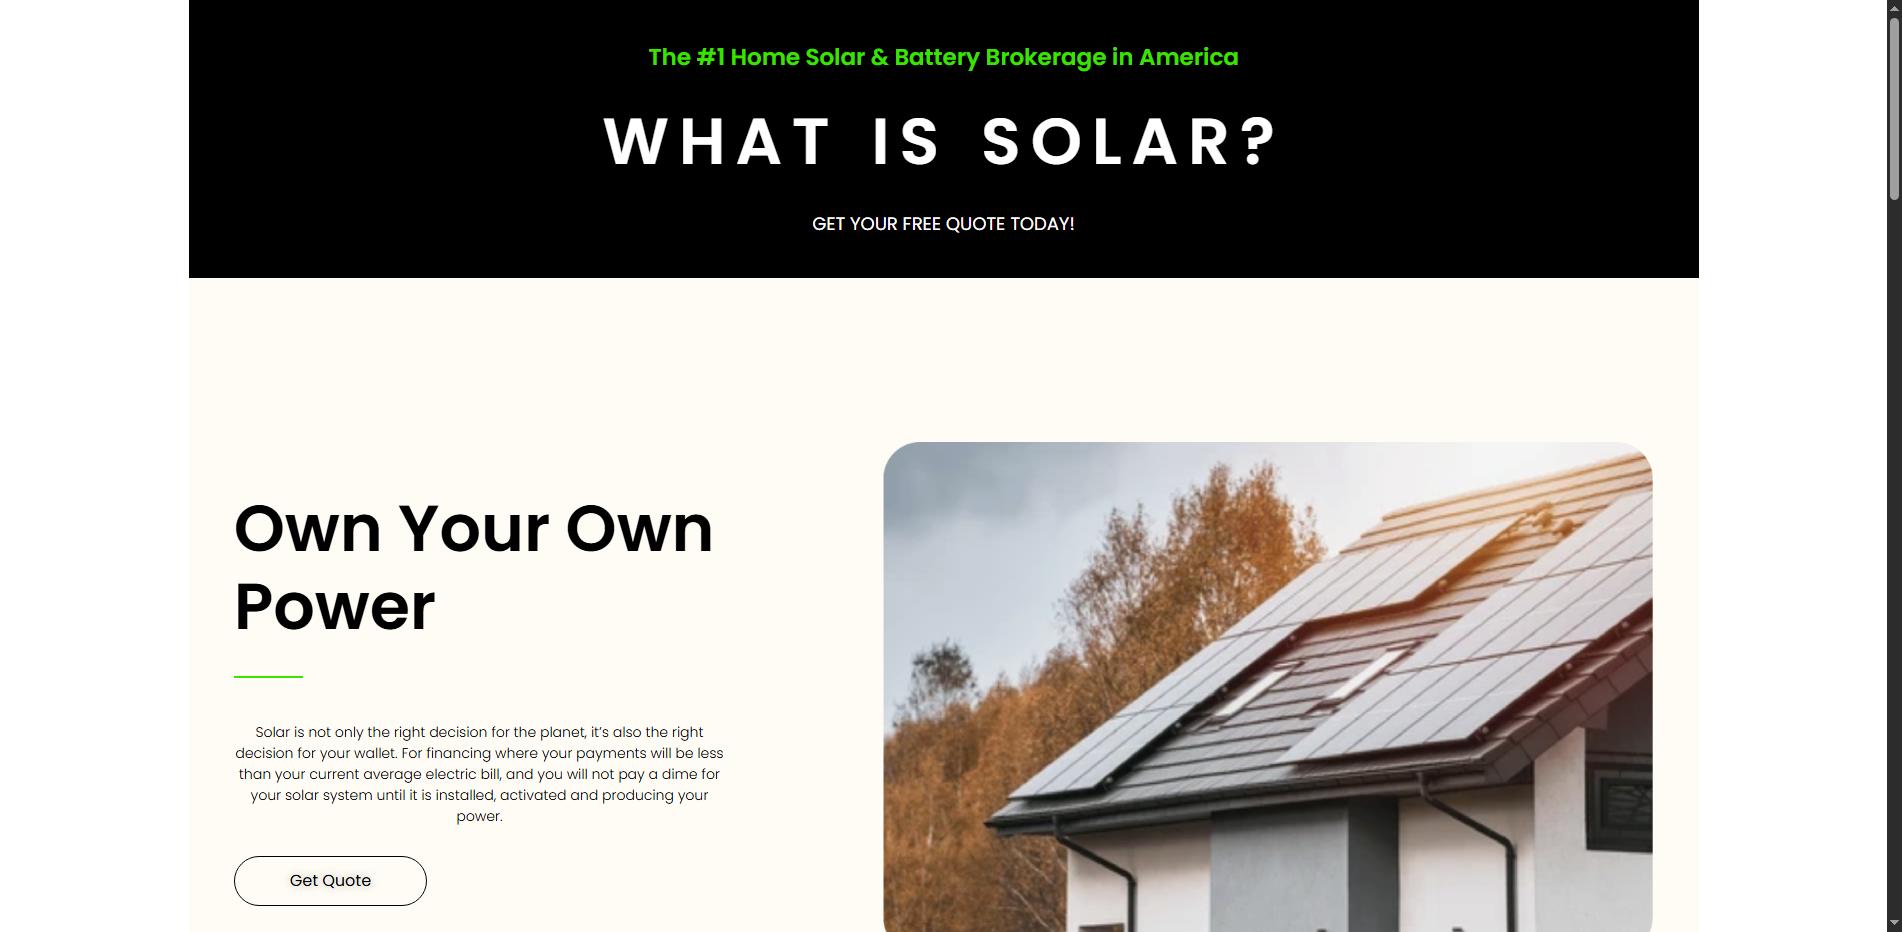 The #1 Home Solar & Battery Brokerage in America
WHAT IS SOLAR?
GET YOUR FREE QUOTE TODAY!
Own Your Own
Power
Solar is not only the right decision for the planet, it’s also the right
decision for your wallet. For financing where your payments will be less
than your current average electric bill, and you will not pay a dime for
your solar system until it is installed, activated and producing your
power.
Get Quote